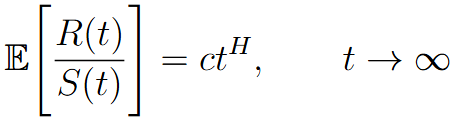 𝔼[R(t)/S(t)] = ct^H, t → ∞